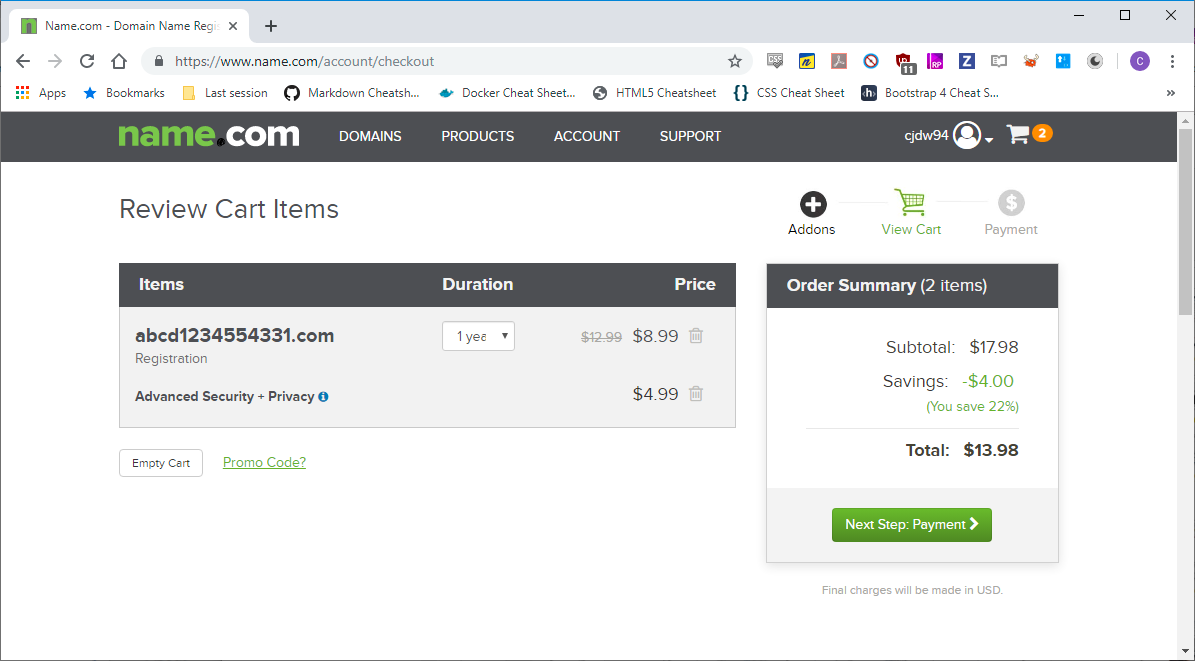 Name.com - Domain Name Regis
https://www.name.com/account/checkout
11
RP
Z
C
Apps Bookmarks Last session Markdown Cheatsh... Docker Cheat Sheet... HTML5 Cheatsheet CSS Cheat Sheet Bootstrap 4 Cheat S... »
name.com DOMAINS PRODUCTS ACCOUNT SUPPORT cjdw94 2
Review Cart Items
Addons View Cart Payment
Items Duration Price
abcd1234554331.com 1 yea $12.99 $8.99
Registration
Advanced Security + Privacy $4.99
Empty Cart Promo Code?
Order Summary (2 items)
Subtotal: $17.98
Savings: -$4.00
(You save 22%)
Total: $13.98
Next Step: Payment
Final charges will be made in USD.